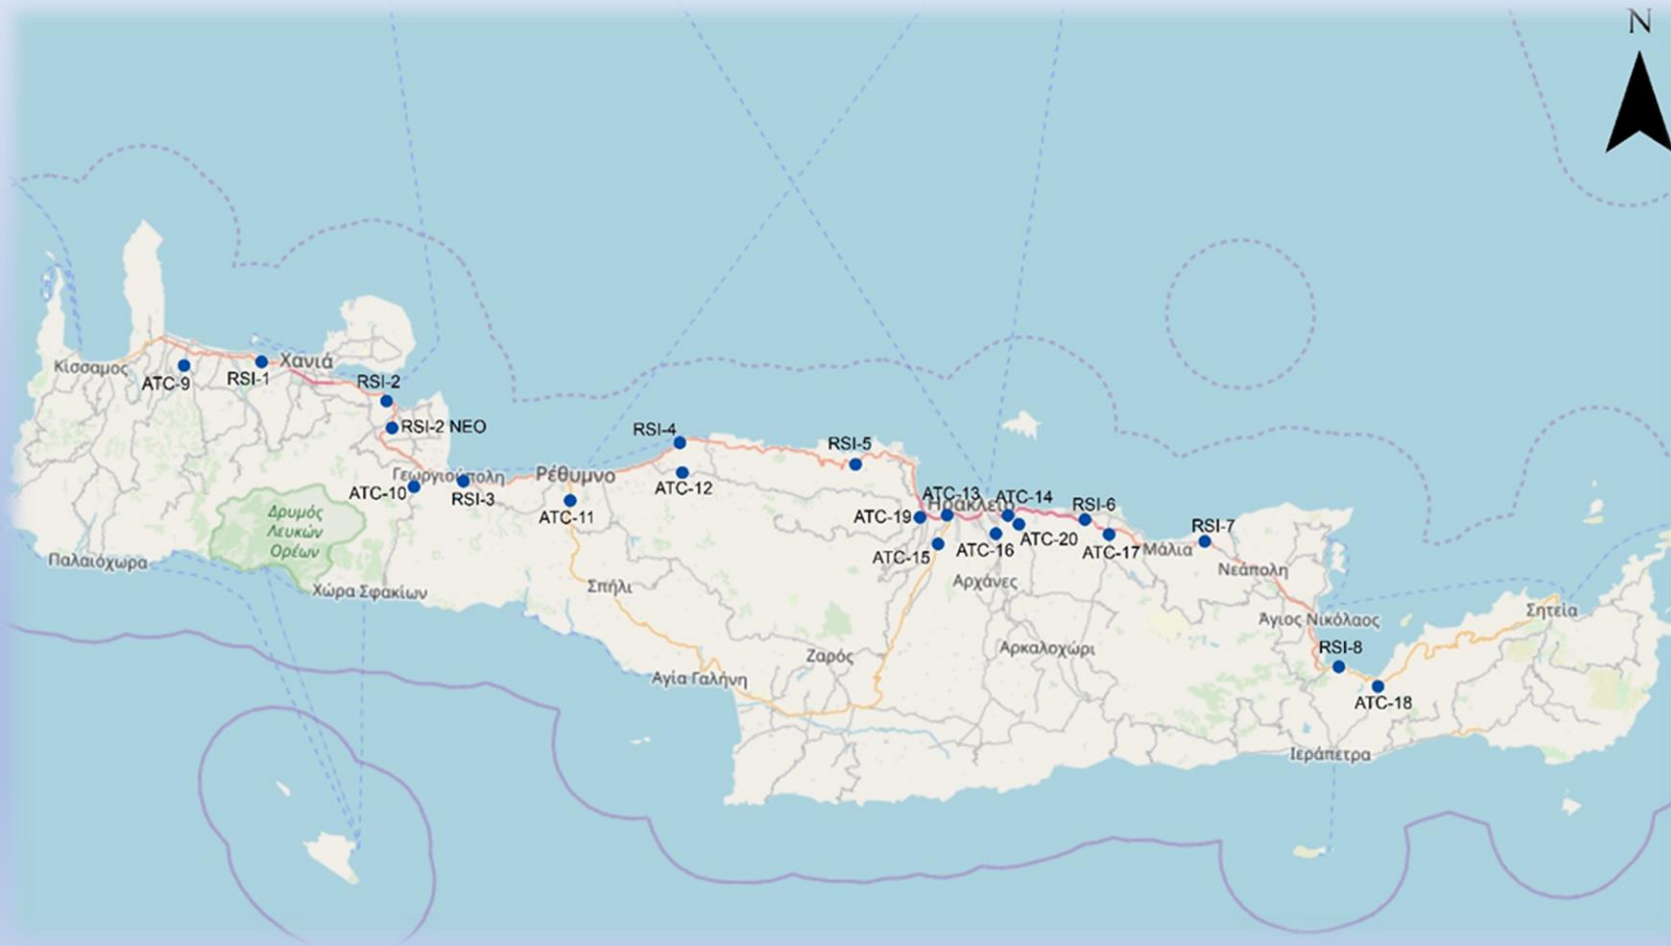 N
Κίσσαμος
ATC-9
RSI-1
Χανιά
RSI-2
RSI-2 NEO
Γεωργιούπολη
ATC-10
RSI-3
Ρέθυμνο
ATC-11
RSI-4
ATC-12
RSI-5
ATC-13
ATC-14
Ηράκλειο
ATC-19
ATC-15
ATC-16
ATC-20
RSI-6
ATC-17
Μάλια
RSI-7
Νεάπολη
Δρυμός
Λευκών
Ορέων
Παλαιόχωρα
Χώρα Σφακίων
Σπήλι
Αρχάνες
Άγιος Νικόλαος
Σητεία
RSI-8
ATC-18
Ζαρός
Αρκαλοχώρι
Αγία Γαλήνη
Ιεράπετρα